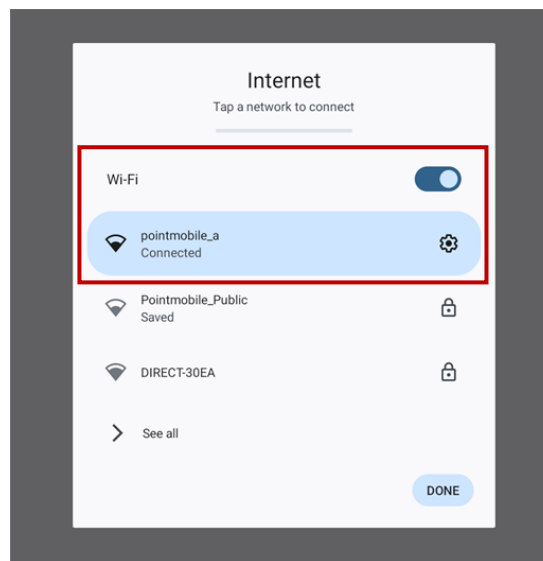 Internet
Tap a network to connect
Wi-Fi
pointmobile_a
Connected
Pointmobile_Public
Saved
DIRECT-30EA
See all
DONE